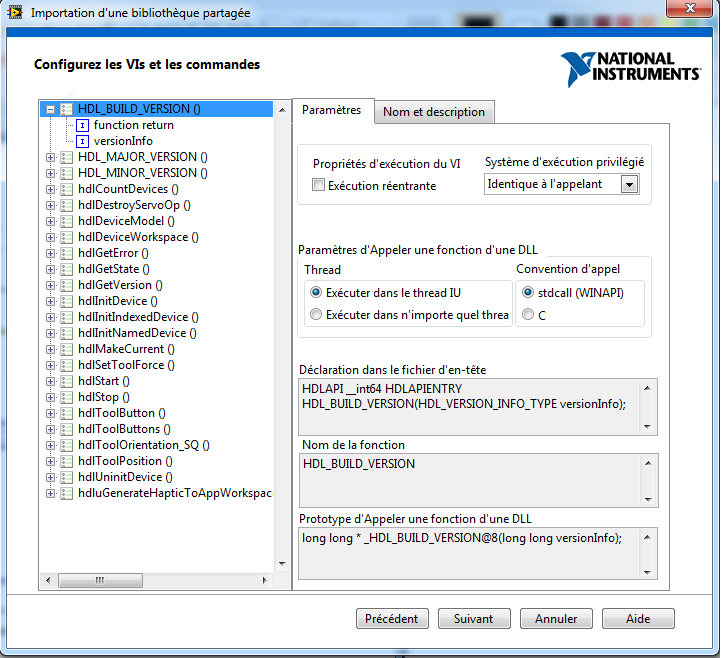 Importation d'une bibliothèque partagée
Configurez les VIs et les commandes
NATIONAL
INSTRUMENTS
HDL_BUILD_VERSION ()
function return
versionInfo
HDL_MAJOR_VERSION ()
HDL_MINOR_VERSION ()
hdlCountDevices ()
hdlDestroyServoOp ()
hdlDeviceModel ()
hdlDeviceWorkspace ()
hdlGetError ()
hdlGetState ()
hdlGetVersion ()
hdlInitDevice ()
hdlInitIndexedDevice ()
hdlInitNamedDevice ()
hdlMakeCurrent ()
hdlSetToolForce ()
hdlStart ()
hdlStop ()
hdlToolButton ()
hdlToolButtons ()
hdlToolOrientation_SQ ()
hdlToolPosition ()
hdlUninitDevice ()
hdluGenerateHapticToAppWorkspac
Paramètres
Nom et description
Propriétés d'exécution du VI
Exécution réentrante
Système d'exécution privilégié
Identique à l'appelant
Paramètres d'Appeler une fonction d'une DLL
Thread
Exécuter dans le thread IU
Exécuter dans n'importe quel threa
Convention d'appel
stdcall (WINAPI)
C
Déclaration dans le fichier d'en-tête
HDLAPI __int64 HDLAPIENTRY
HDL_BUILD_VERSION(HDL_VERSION_INFO_TYPE versionInfo);
Nom de la fonction
HDL_BUILD_VERSION
Prototype d'Appeler une fonction d'une DLL
long long * _HDL_BUILD_VERSION@8(long long versionInfo);
Précédent
Suivant
Annuler
Aide